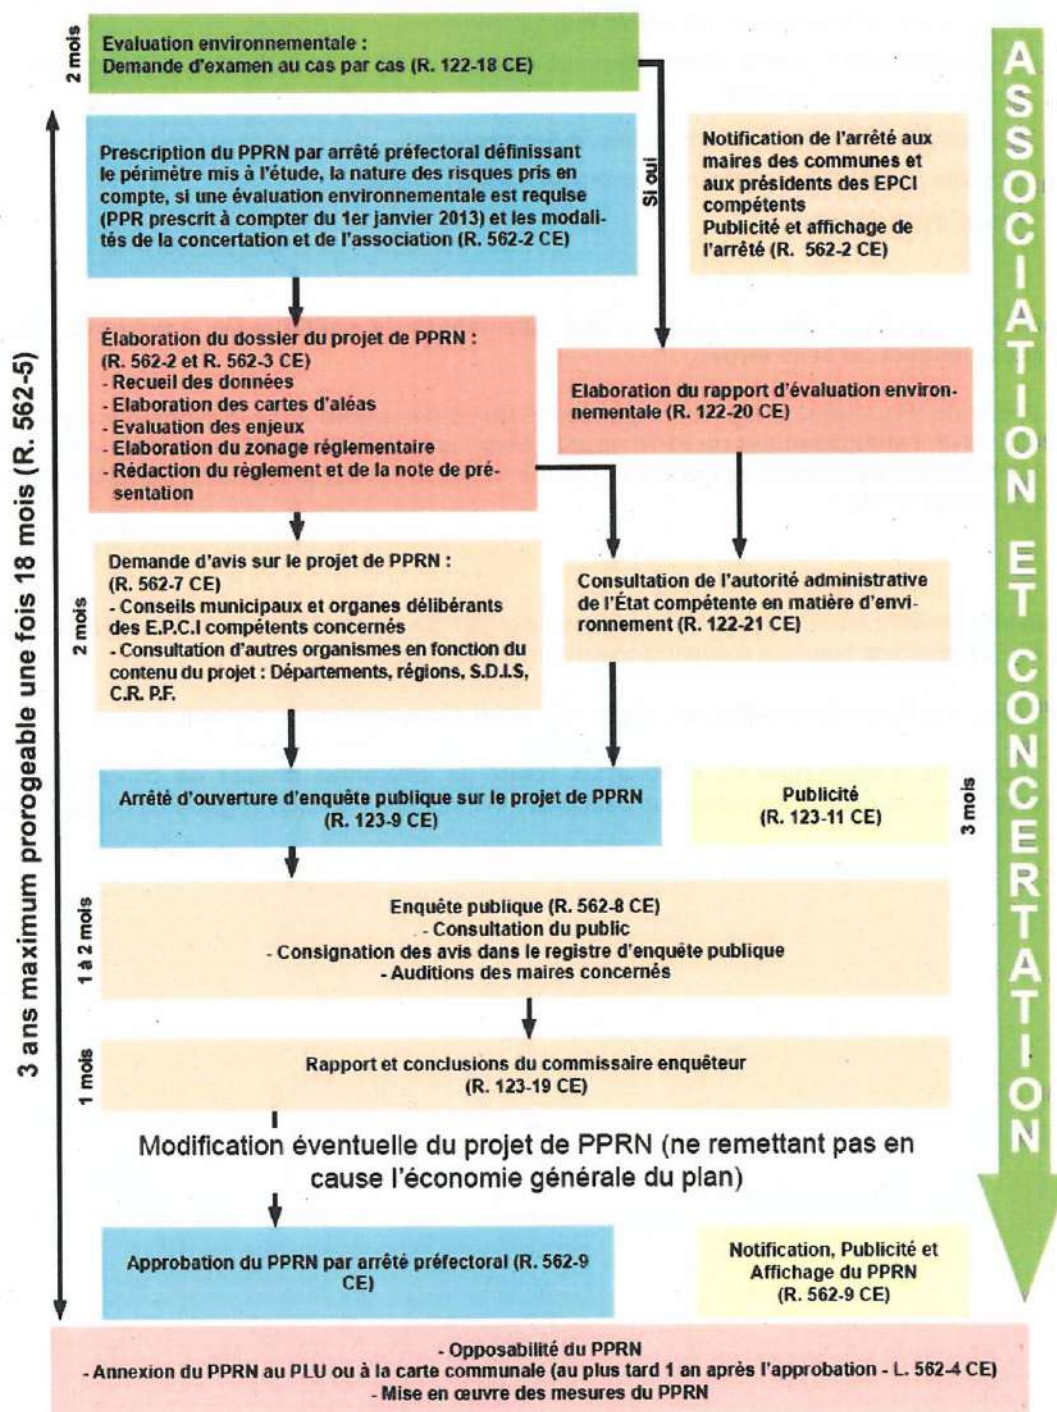 2 mois
Evaluation environnementale :
Demande d'examen au cas par cas (R. 122-18 CE)
Prescription du PPRN par arrêté préfectoral définissant
le périmètre mis à l'étude, la nature des risques pris en
compte, si une évaluation environnementale est requise
(PPR prescrit à compter du 1er janvier 2013) et les modali-
tés de la concertation et de l'association (R. 562-2 CE)
Si oui
Notification de l'arrêté aux
maires des communes et
aux présidents des EPCI
compétents
Publicité et affichage de
l'arrêté (R. 562-2 CE)
Élaboration du dossier du projet de PPRN :
(R. 562-2 et R. 562-3 CE)
- Recueil des données
- Elaboration des cartes d'aléas
- Evaluation des enjeux
- Elaboration du zonage réglementaire
- Rédaction du règlement et de la note de pré-
sentation
Elaboration du rapport d'évaluation environ-
nementale (R. 122-20 CE)
2 mois
Demande d'avis sur le projet de PPRN :
(R. 562-7 CE)
- Conseils municipaux et organes délibérants
des E.P.C.I compétents concernés
- Consultation d'autres organismes en fonction du
contenu du projet : Départements, régions, S.D.I.S,
C.R. P.F.
Consultation de l'autorité administrative
de l'État compétente en matière d'envi-
ronnement (R. 122-21 CE)
Arrêté d'ouverture d'enquête publique sur le projet de PPRN
(R. 123-9 CE)
Publicité
(R. 123-11 CE)
3 mois
1 à 2 mois
Enquête publique (R. 562-8 CE)
- Consultation du public
- Consignation des avis dans le registre d'enquête publique
- Auditions des maires concernés
1 mois
Rapport et conclusions du commissaire enquêteur
(R. 123-19 CE)
Modification éventuelle du projet de PPRN (ne remettant pas en
cause l'économie générale du plan)
Approbation du PPRN par arrêté préfectoral (R. 562-9
CE)
Notification, Publicité et
Affichage du PPRN
(R. 562-9 CE)
- Opposabilité du PPRN
- Annexion du PPRN au PLU ou à la carte communale (au plus tard 1 an après l'approbation - L. 562-4 CE)
- Mise en œuvre des mesures du PPRN
3 ans maximum prorogeable une fois 18 mois (R. 562-5)
ASSOCIATION ET CONCERTATION